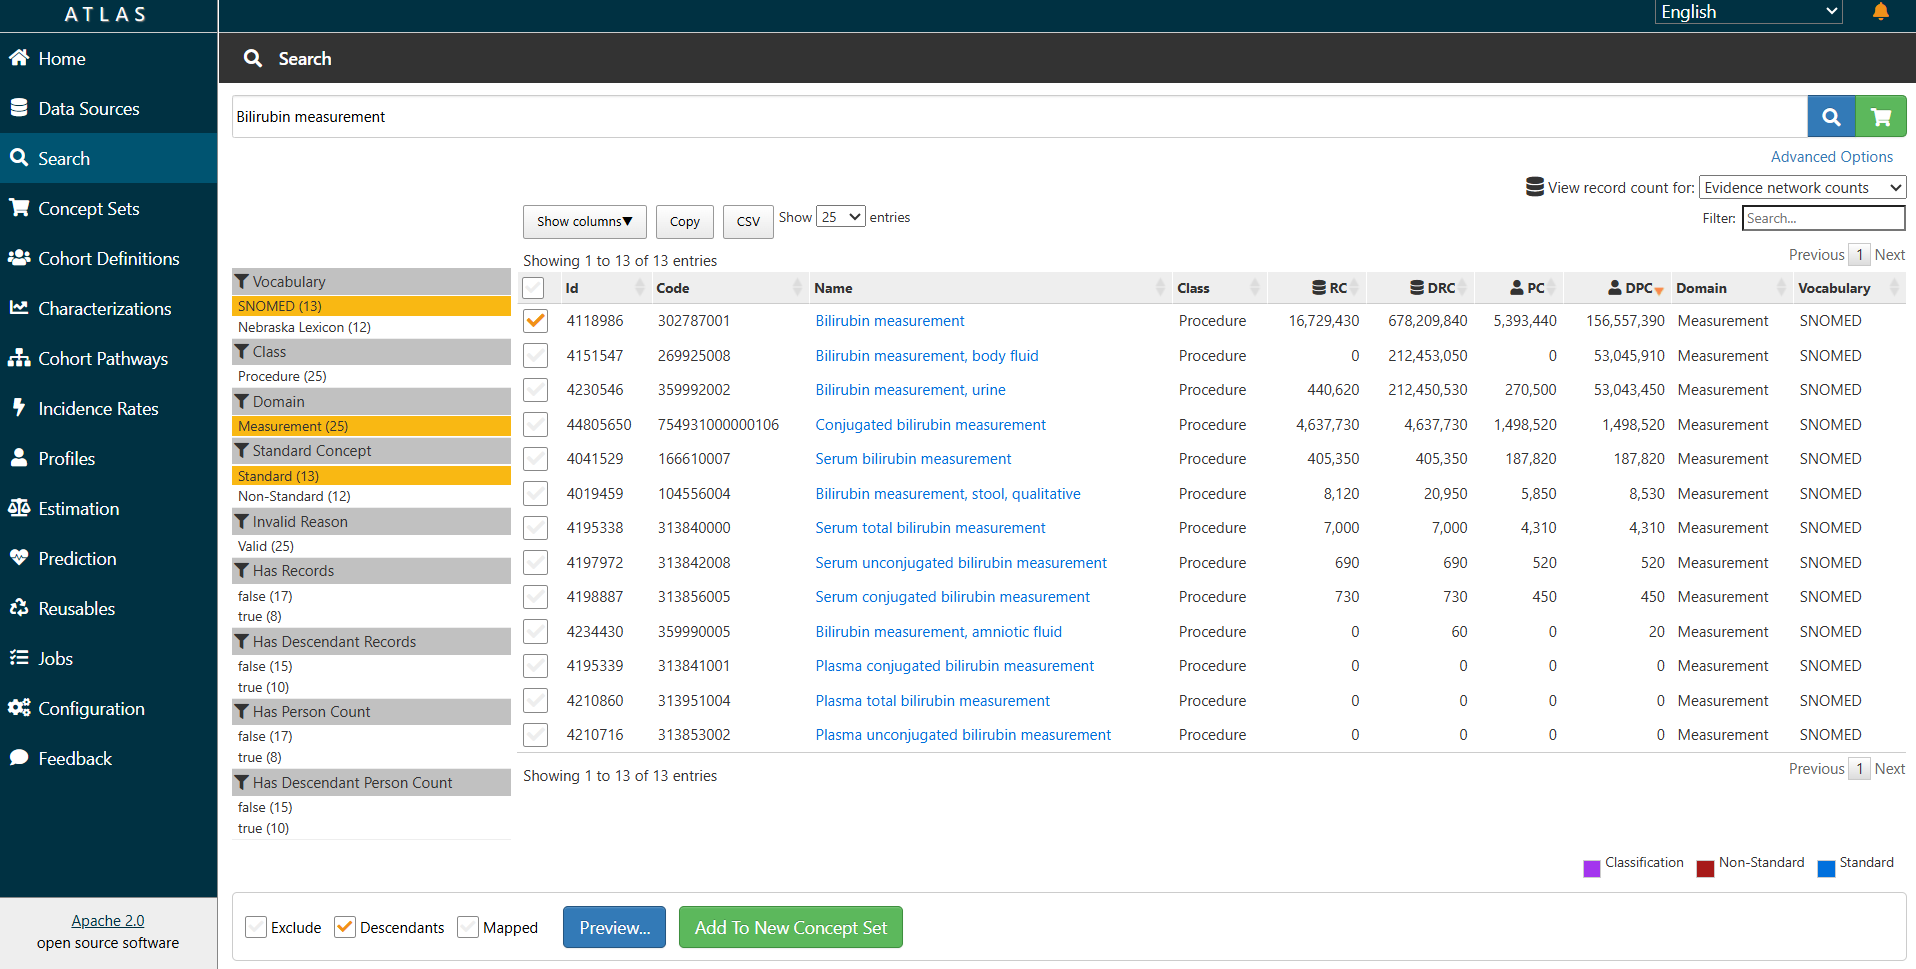 ATLAS
English
Home
Data Sources
Search
Concept Sets
Cohort Definitions
Characterizations
Cohort Pathways
Incidence Rates
Profiles
Estimation
Prediction
Reusables
Jobs
Configuration
Feedback
Apache 2.0
open source software
Search
Bilirubin measurement
Advanced Options
View record count for: Evidence network counts
Show columns▼ Copy CSV Show 25 entries
Filter: Search...
Showing 1 to 13 of 13 entries
Previous 1 Next
Vocabulary
SNOMED (13)
Nebraska Lexicon (12)
Class
Procedure (25)
Domain
Measurement (25)
Standard Concept
Standard (13)
Non-Standard (12)
Invalid Reason
Valid (25)
Has Records
false (17)
true (8)
Has Descendant Records
false (15)
true (10)
Has Person Count
false (17)
true (8)
Has Descendant Person Count
false (15)
true (10)
Id Code Name Class RC DRC PC DPC Domain Vocabulary
4118986 302787001 Bilirubin measurement Procedure 16,729,430 678,209,840 5,393,440 156,557,390 Measurement SNOMED
4151547 269925008 Bilirubin measurement, body fluid Procedure 0 212,453,050 0 53,045,910 Measurement SNOMED
4230546 359992002 Bilirubin measurement, urine Procedure 440,620 212,450,530 270,500 53,043,450 Measurement SNOMED
44805650 754931000000106 Conjugated bilirubin measurement Procedure 4,637,730 4,637,730 1,498,520 1,498,520 Measurement SNOMED
4041529 166610007 Serum bilirubin measurement Procedure 405,350 405,350 187,820 187,820 Measurement SNOMED
4019459 104556004 Bilirubin measurement, stool, qualitative Procedure 8,120 20,950 5,850 8,530 Measurement SNOMED
4195338 313840000 Serum total bilirubin measurement Procedure 7,000 7,000 4,310 4,310 Measurement SNOMED
4197972 313842008 Serum unconjugated bilirubin measurement Procedure 690 690 520 520 Measurement SNOMED
4198887 313856005 Serum conjugated bilirubin measurement Procedure 730 730 450 450 Measurement SNOMED
4234430 359990005 Bilirubin measurement, amniotic fluid Procedure 0 60 0 20 Measurement SNOMED
4195339 313841001 Plasma conjugated bilirubin measurement Procedure 0 0 0 0 Measurement SNOMED
4210860 313951004 Plasma total bilirubin measurement Procedure 0 0 0 0 Measurement SNOMED
4210716 313853002 Plasma unconjugated bilirubin measurement Procedure 0 0 0 0 Measurement SNOMED
Showing 1 to 13 of 13 entries
Previous 1 Next
Classification Non-Standard Standard
Exclude Descendants Mapped Preview... Add To New Concept Set